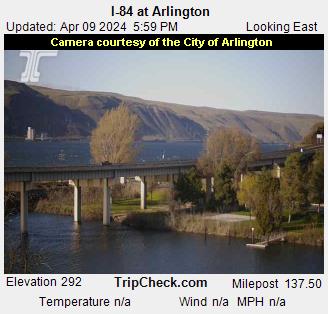 I-84 at Arlington
Updated: Apr 09 2024 5:59 PM Looking East
Camera courtesy of the City of Arlington
Elevation 292 TripCheck.com Milepost 137.50
Temperature n/a Wind n/a MPH n/a